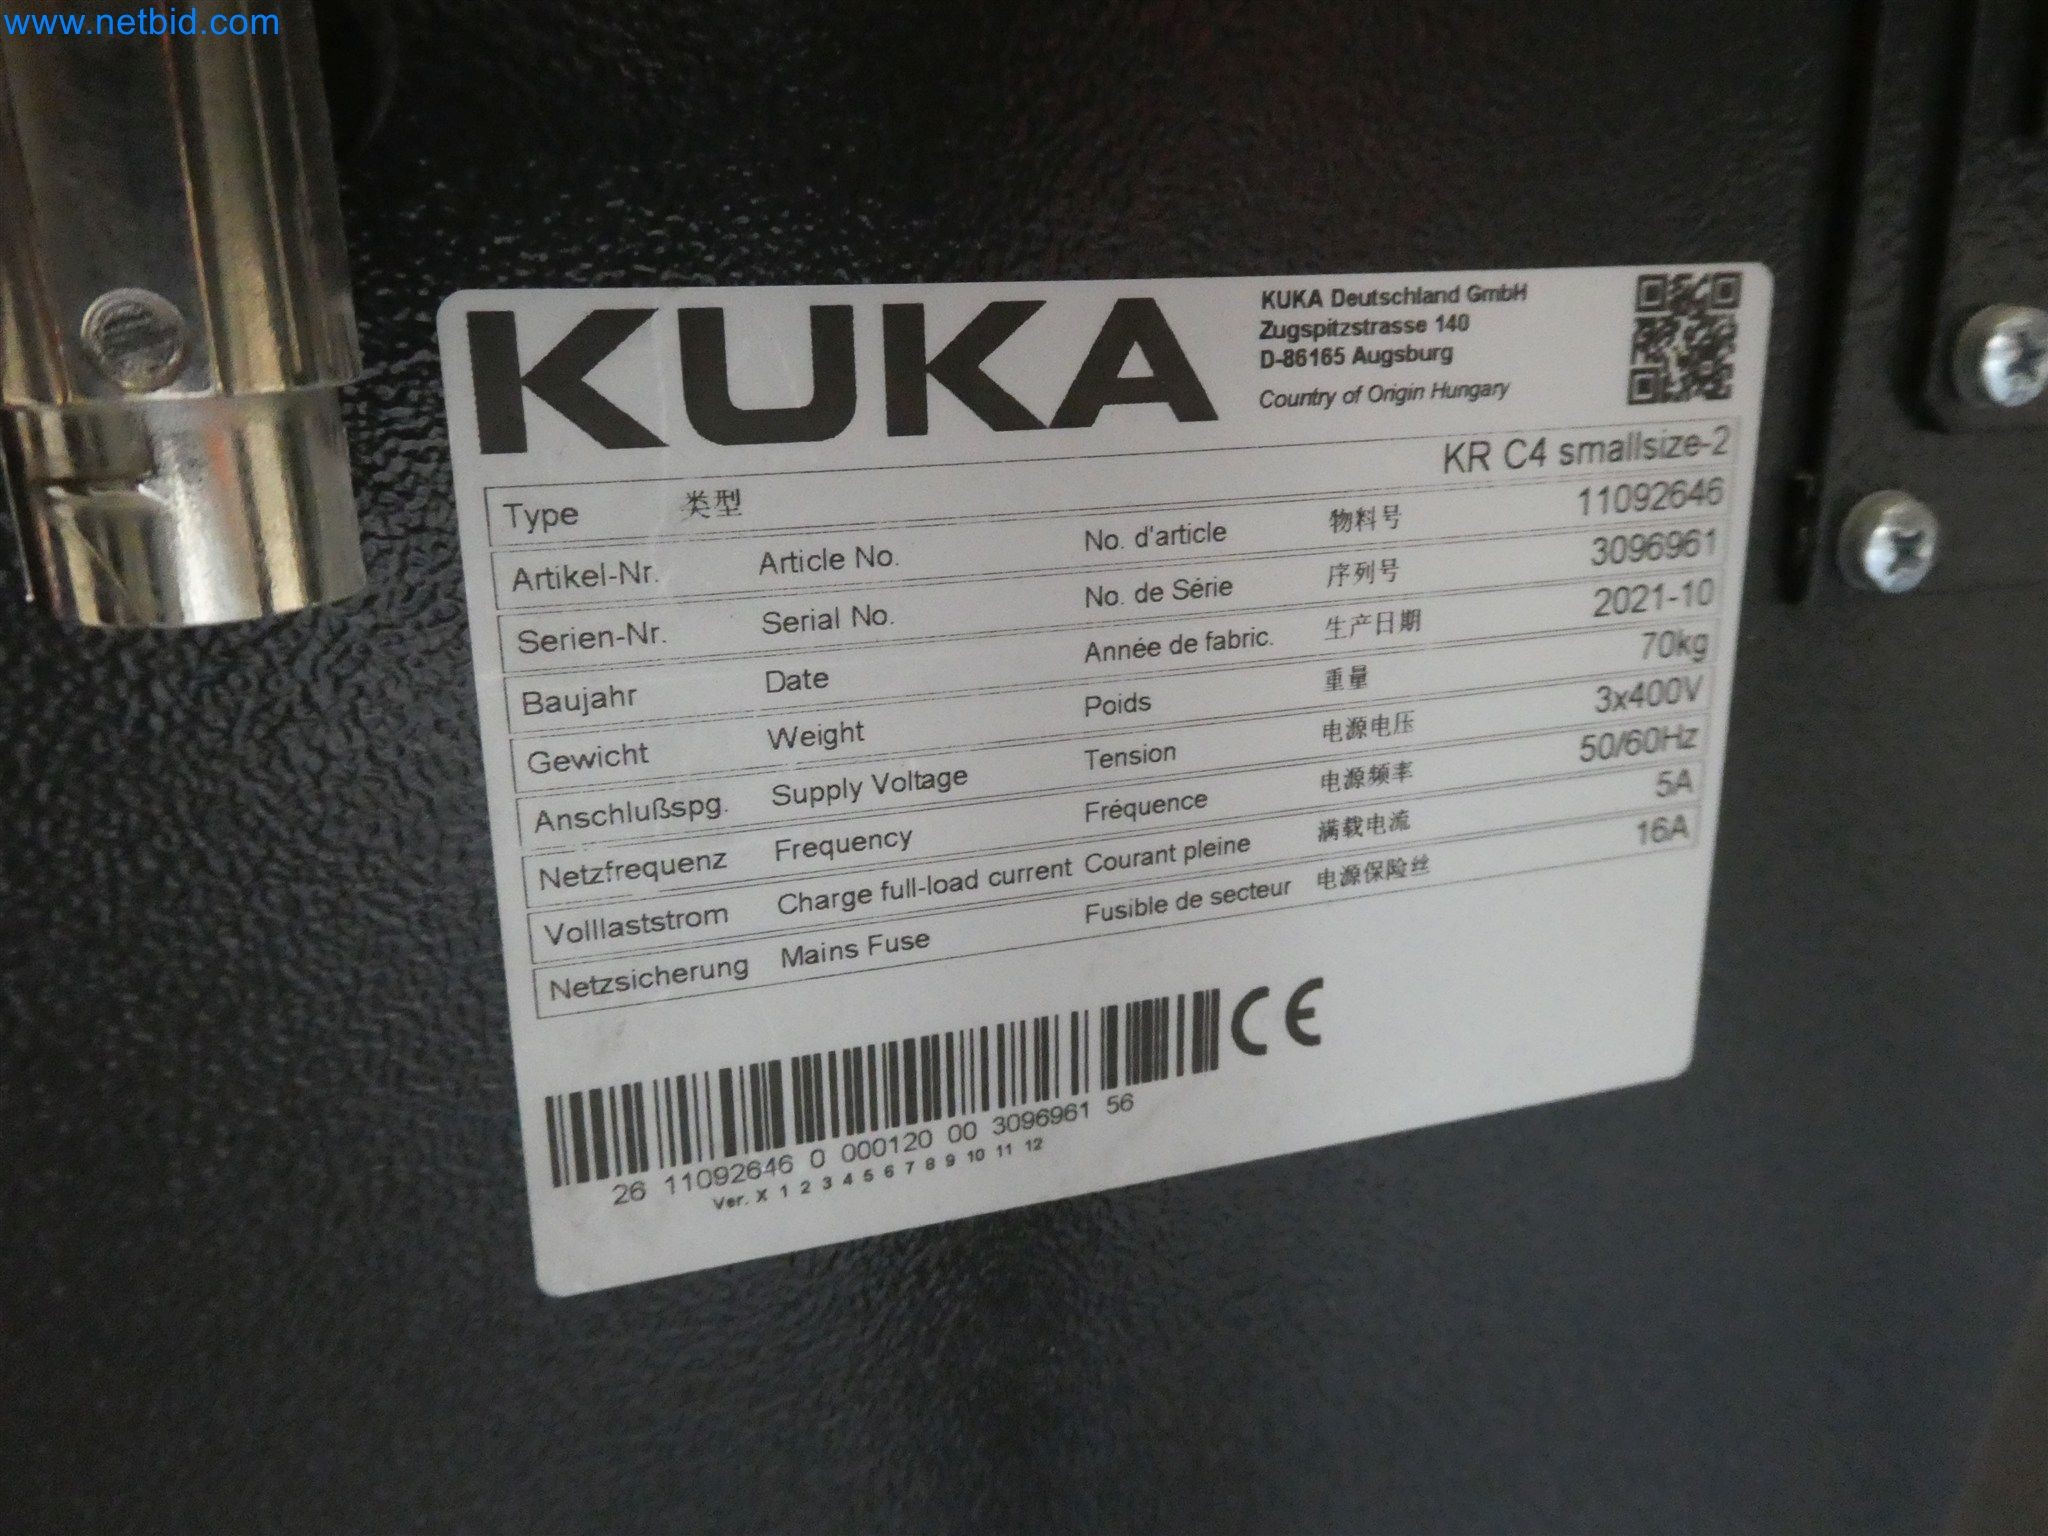 www.netbid.com
KUKA
KUKA Deutschland GmbH
Zugspitzstrasse 140
D-86165 Augsburg
Country of Origin Hungary
Type 类型 KR C4 smallsize-2
Artikel-Nr. Article No. No. d'article 物料号 11092646
Serien-Nr. Serial No. No. de Série 序列号 3096961
Baujahr Date Année de fabric. 生产日期 2021-10
Gewicht Weight Poids 重量 70kg
Anschlußspg. Supply Voltage Tension 电源电压 3x400V
Netzfrequenz Frequency Fréquence 电源频率 50/60Hz
Volllaststrom Charge full-load current Courant pleine 满载电流 5A
Netzsicherung Mains Fuse Fusible de secteur 电源保险丝 16A
CE
26 11092646 0 000120 00 3096961 56
Ver. X 1 2 3 4 5 6 7 8 9 10 11 12